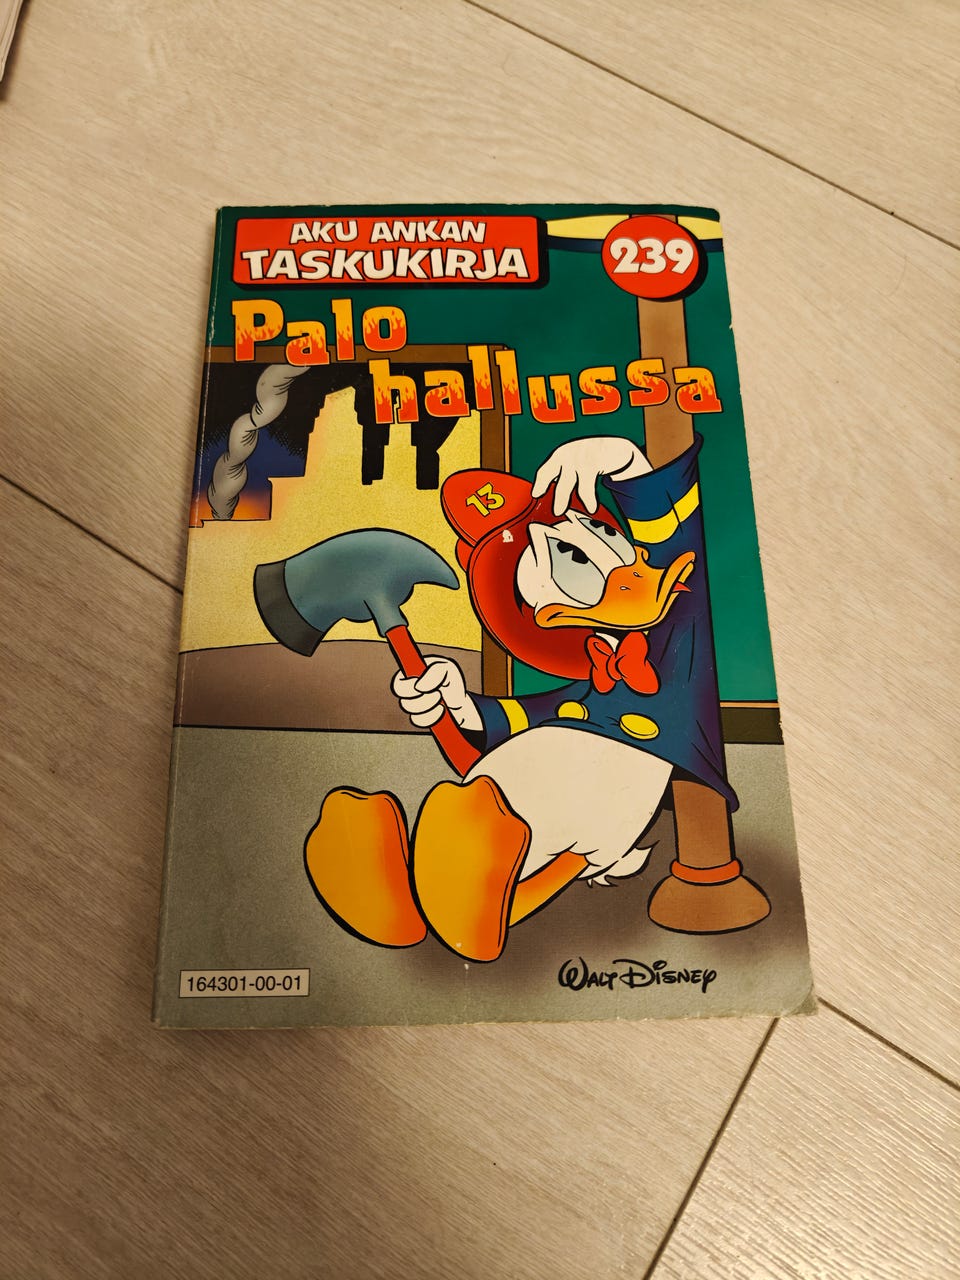 AKU ANKAN
TASKUKIRJA
239
Palo
hallussa
13
164301-00-01
WALT DISNEY